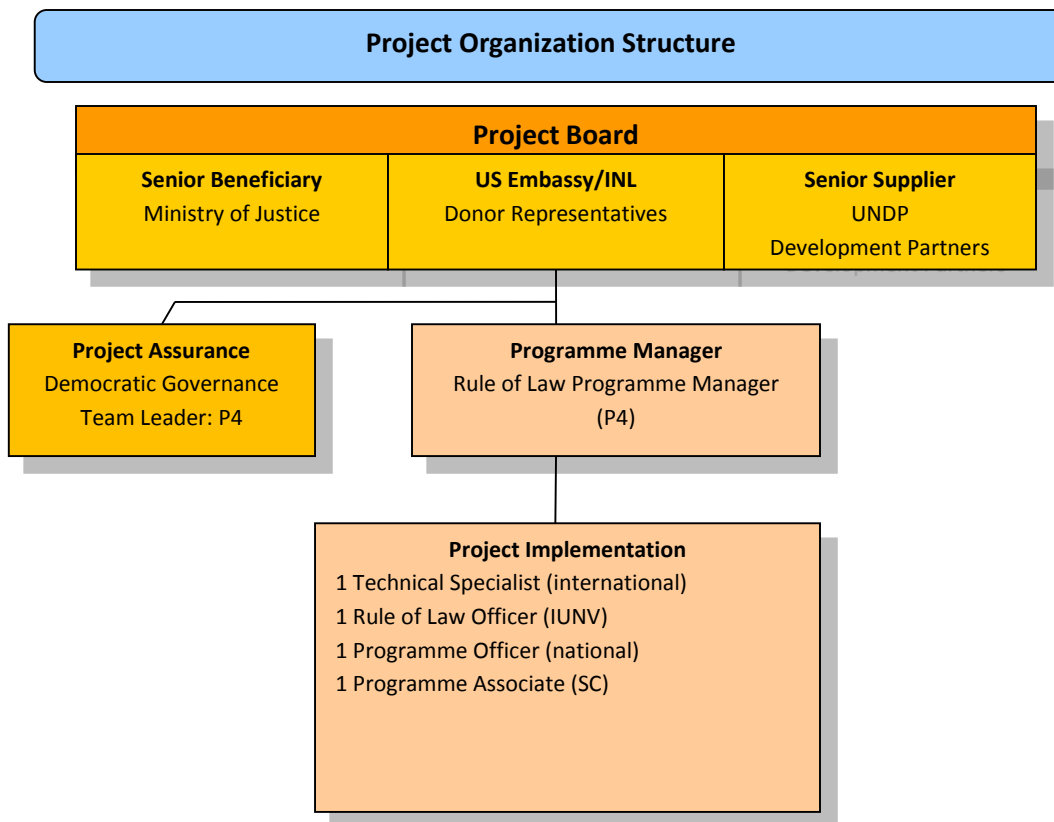 Project Organization Structure
Project Board
Senior Beneficiary
Ministry of Justice
US Embassy/INL
Donor Representatives
Senior Supplier
UNDP
Development Partners
Project Assurance
Democratic Governance
Team Leader: P4
Programme Manager
Rule of Law Programme Manager
(P4)
Project Implementation
1 Technical Specialist (international)
1 Rule of Law Officer (IUNV)
1 Programme Officer (national)
1 Programme Associate (SC)